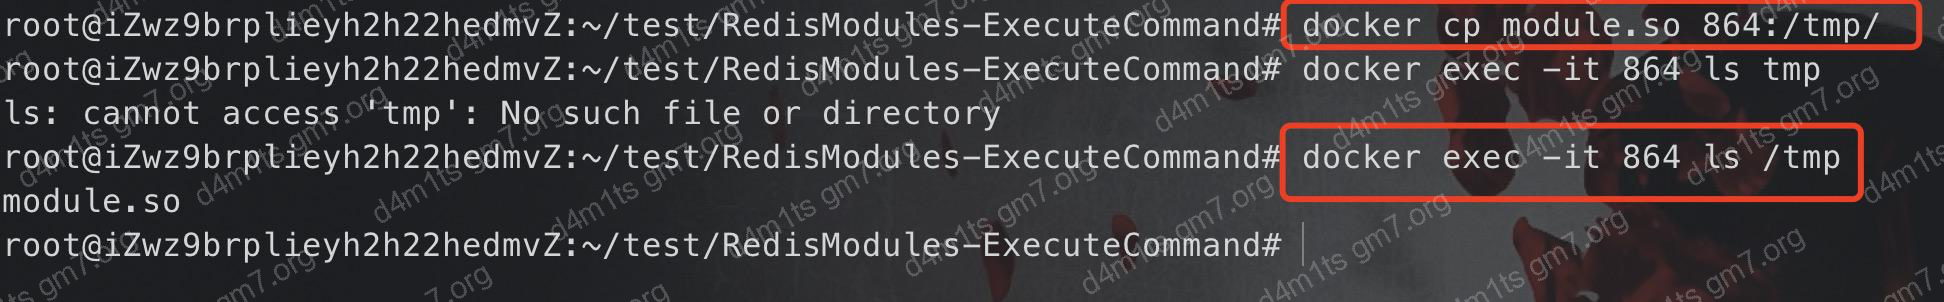 root@iZwz9brplieyh2h22hedmvZ:~/test/RedisModules-ExecuteCommand# docker cp module.so 864:/tmp/
root@iZwz9brplieyh2h22hedmvZ:~/test/RedisModules-ExecuteCommand# docker exec -it 864 ls tmp
ls: cannot access 'tmp': No such file or directory
root@iZwz9brplieyh2h22hedmvZ:~/test/RedisModules-ExecuteCommand# docker exec -it 864 ls /tmp
module.so
root@iZwz9brplieyh2h22hedmvZ:~/test/RedisModules-ExecuteCommand#
d4m1ts gm7.org